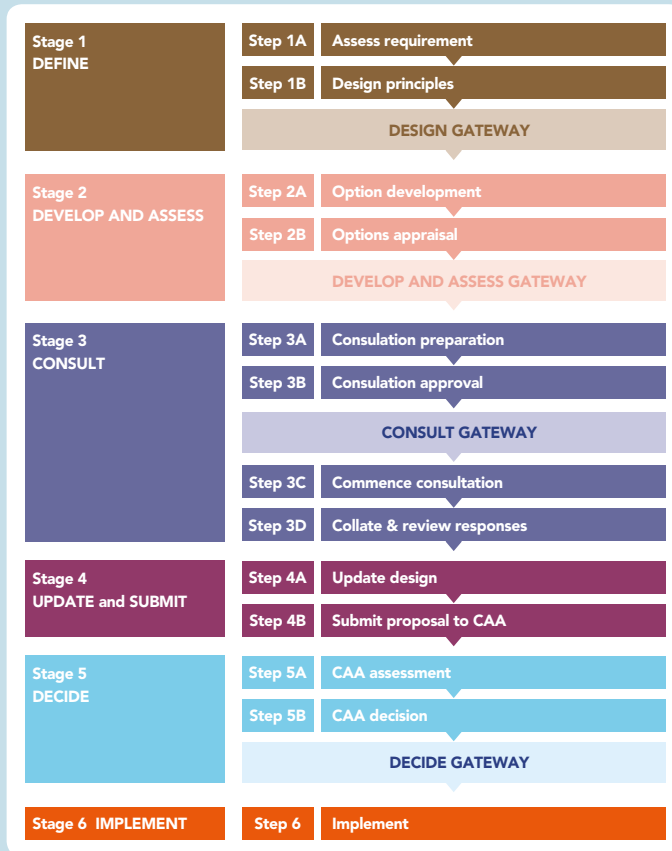 Stage 1
DEFINE
Step 1A Assess requirement
Step 1B Design principles
DESIGN GATEWAY
Stage 2
DEVELOP AND ASSESS
Step 2A Option development
Step 2B Options appraisal
DEVELOP AND ASSESS GATEWAY
Stage 3
CONSULT
Step 3A Consulation preparation
Step 3B Consulation approval
CONSULT GATEWAY
Step 3C Commence consultation
Step 3D Collate & review responses
Stage 4
UPDATE and SUBMIT
Step 4A Update design
Step 4B Submit proposal to CAA
Stage 5
DECIDE
Step 5A CAA assessment
Step 5B CAA decision
DECIDE GATEWAY
Stage 6 IMPLEMENT
Step 6 Implement